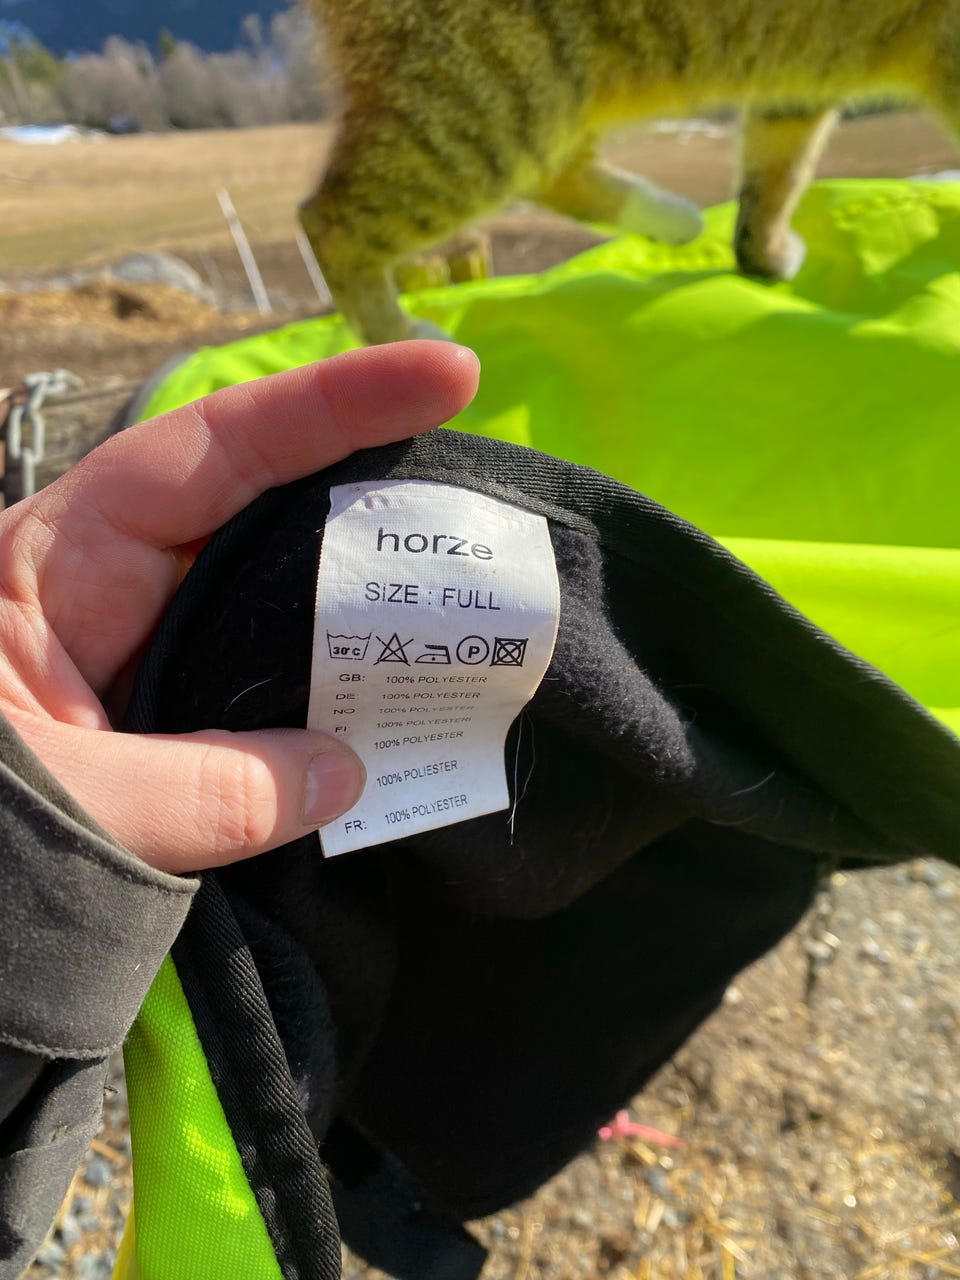 horze
SIZE : FULL
30°C P
GB: 100% POLYESTER
DE: 100% POLYESTER
NO: 100% POLYESTER
FI: 100% POLYESTERI
100% POLYESTER
100% POLIESTER
FR: 100% POLYESTER